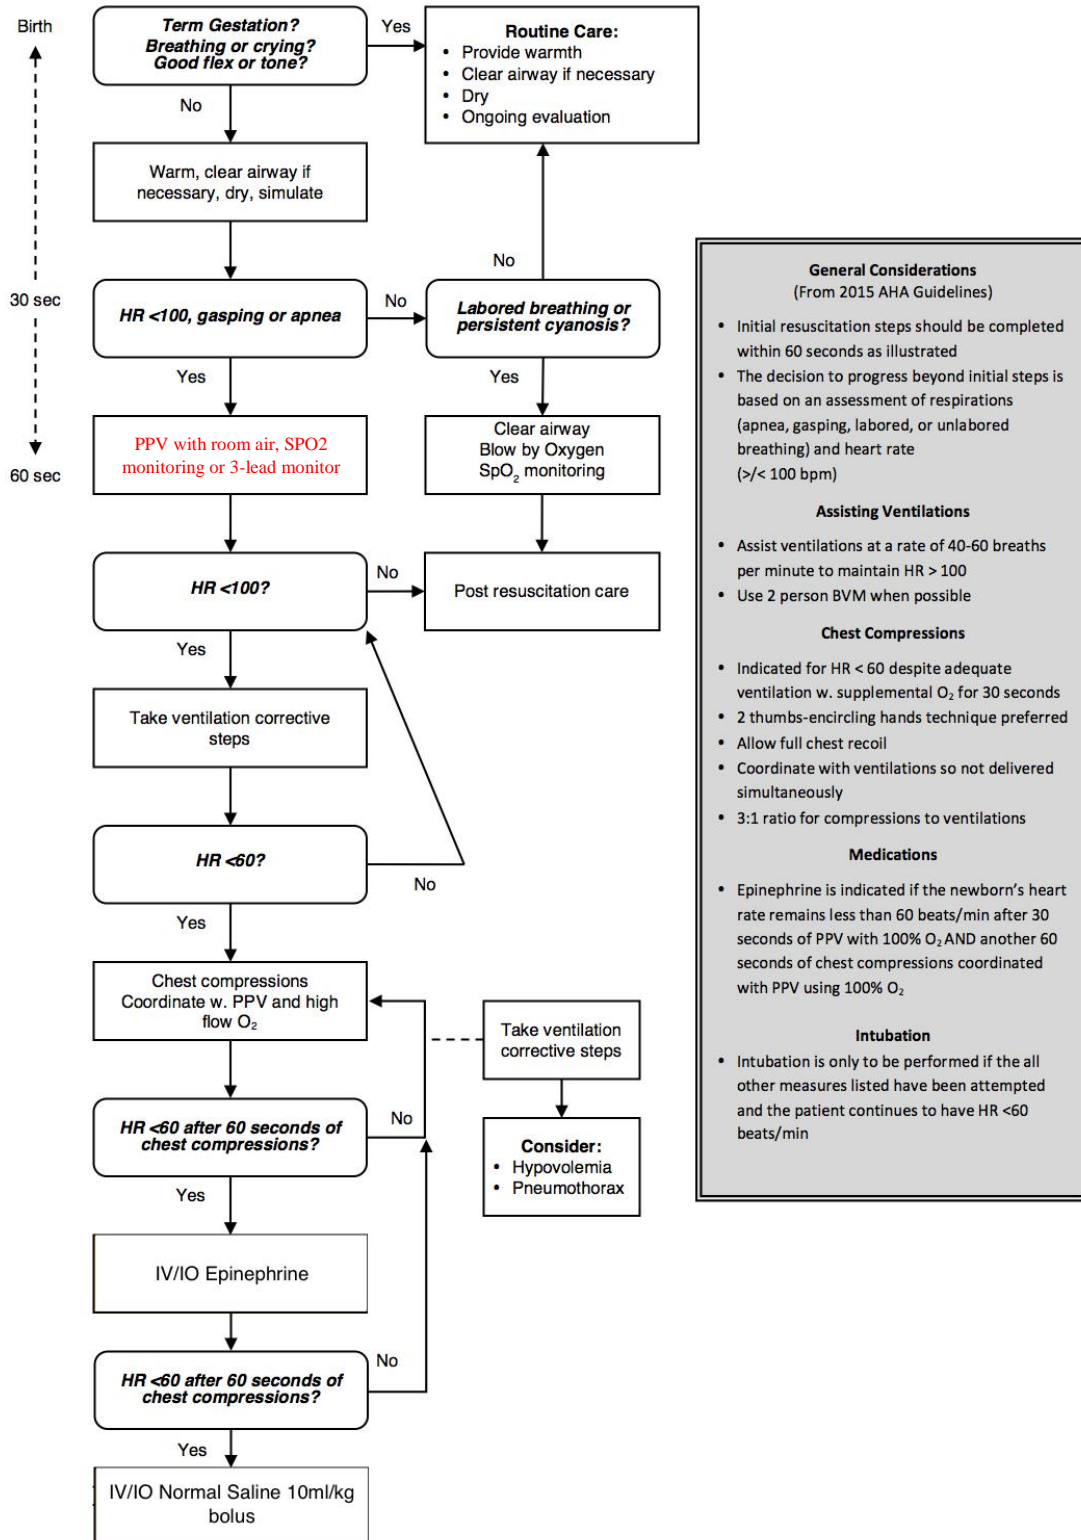 Birth
Term Gestation?
Breathing or crying?
Good flex or tone?
Yes
Routine Care:
• Provide warmth
• Clear airway if necessary
• Dry
• Ongoing evaluation
No
Warm, clear airway if
necessary, dry, simulate
No
30 sec
HR <100, gasping or apnea
No
Labored breathing or
persistent cyanosis?
Yes
Yes
60 sec
PPV with room air, SPO2
monitoring or 3-lead monitor
Clear airway
Blow by Oxygen
SpO₂ monitoring
HR <100?
No
Post resuscitation care
Yes
Take ventilation corrective
steps
HR <60?
No
Yes
Chest compressions
Coordinate w. PPV and high
flow O₂
Take ventilation
corrective steps
HR <60 after 60 seconds of
chest compressions?
No
Consider:
• Hypovolemia
• Pneumothorax
Yes
IV/IO Epinephrine
HR <60 after 60 seconds of
chest compressions?
No
Yes
IV/IO Normal Saline 10ml/kg
bolus
General Considerations
(From 2015 AHA Guidelines)
• Initial resuscitation steps should be completed
within 60 seconds as illustrated
• The decision to progress beyond initial steps is
based on an assessment of respirations
(apnea, gasping, labored, or unlabored
breathing) and heart rate
(>/< 100 bpm)
Assisting Ventilations
• Assist ventilations at a rate of 40-60 breaths
per minute to maintain HR > 100
• Use 2 person BVM when possible
Chest Compressions
• Indicated for HR < 60 despite adequate
ventilation w. supplemental O₂ for 30 seconds
• 2 thumbs-encircling hands technique preferred
• Allow full chest recoil
• Coordinate with ventilations so not delivered
simultaneously
• 3:1 ratio for compressions to ventilations
Medications
• Epinephrine is indicated if the newborn's heart
rate remains less than 60 beats/min after 30
seconds of PPV with 100% O₂ AND another 60
seconds of chest compressions coordinated
with PPV using 100% O₂
Intubation
• Intubation is only to be performed if the all
other measures listed have been attempted
and the patient continues to have HR <60
beats/min